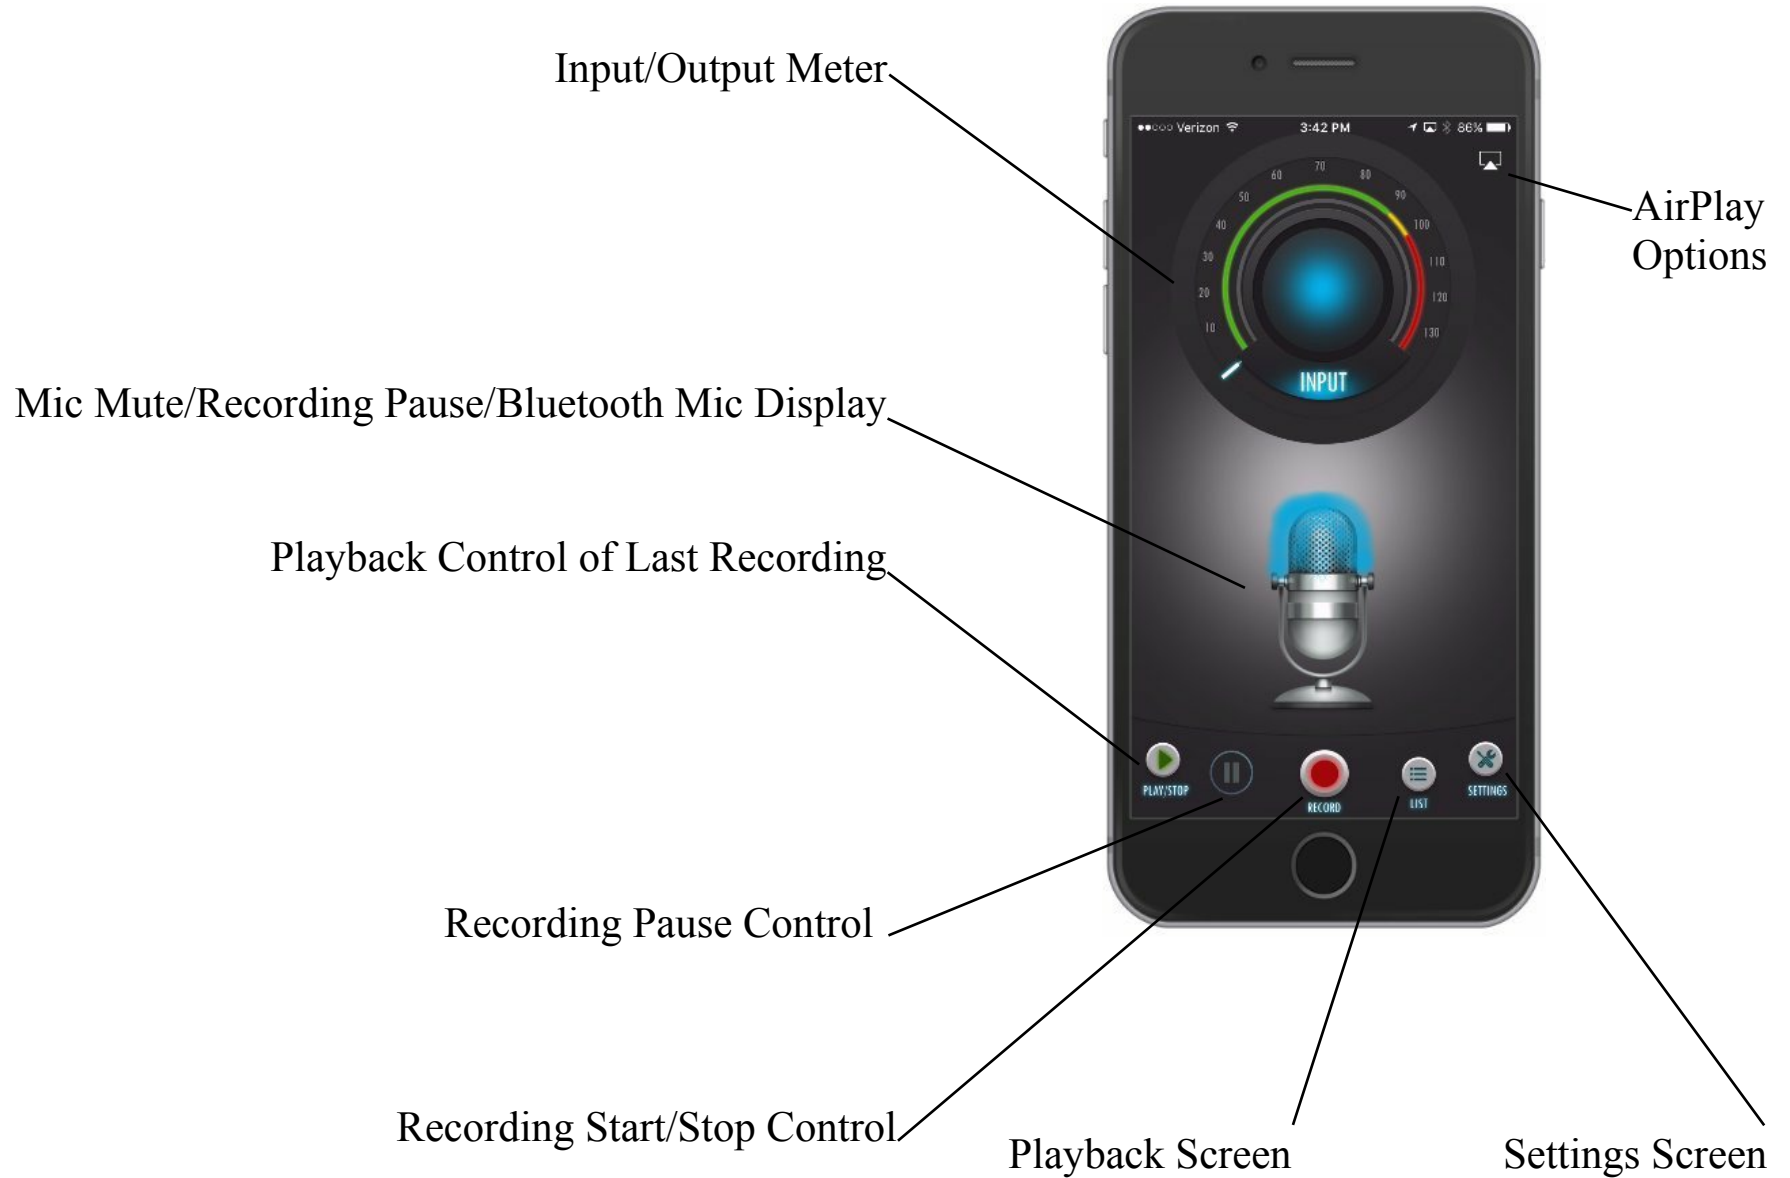 Input/Output Meter
Verizon 3:42 PM 86%
AirPlay
Options
10
20
30
40
50
60
70
80
90
100
110
120
130
INPUT
Mic Mute/Recording Pause/Bluetooth Mic Display
Playback Control of Last Recording
PLAY/STOP
RECORD
LIST
SETTINGS
Recording Pause Control
Recording Start/Stop Control
Playback Screen
Settings Screen